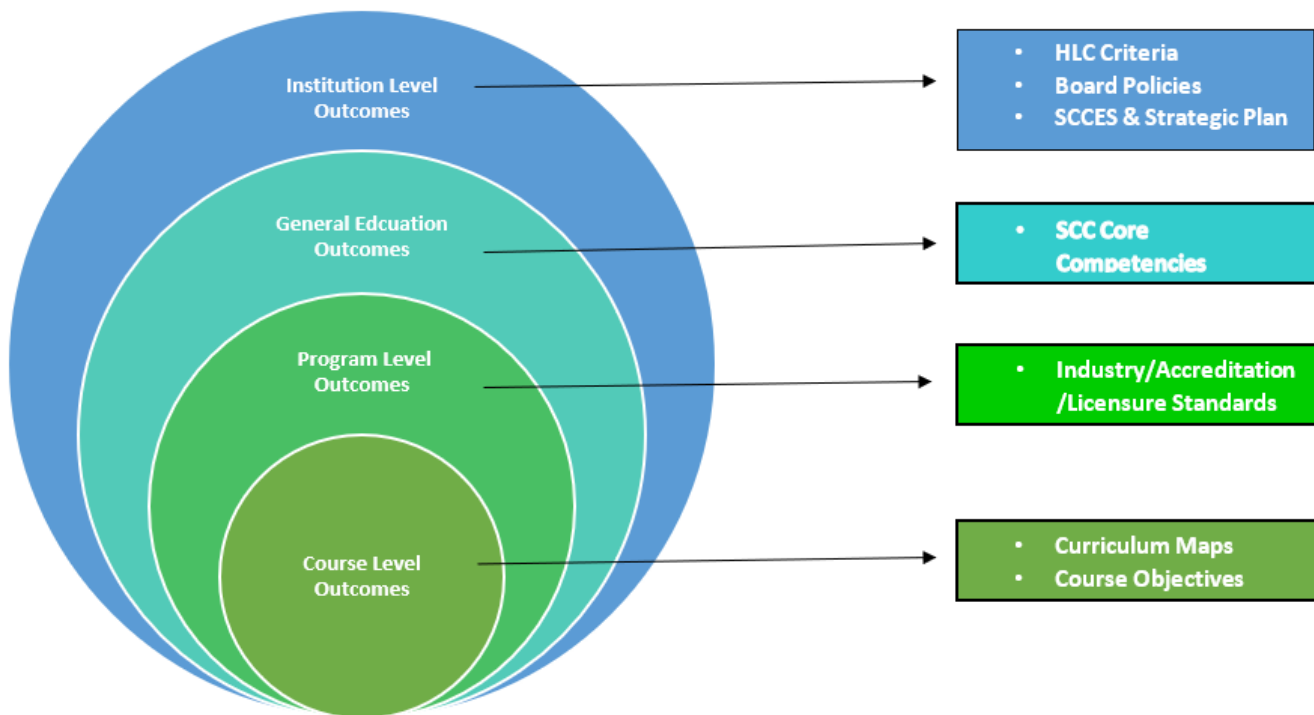 Institution Level
Outcomes
• HLC Criteria
• Board Policies
• SCCES & Strategic Plan
General Edcuation
Outcomes
• SCC Core
Competencies
Program Level
Outcomes
• Industry/Accreditation
/Licensure Standards
Course Level
Outcomes
• Curriculum Maps
• Course Objectives